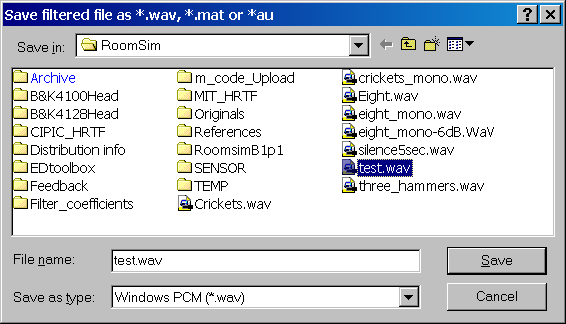 Save filtered file as *.wav, *.mat or *au
Save in: RoomSim
Archive
B&K4100Head
B&K4128Head
CIPIC_HRTF
Distribution info
EDtoolbox
Feedback
Filter_coefficients
m_code_Upload
MIT_HRTF
Originals
References
RoomsimB1p1
SENSOR
TEMP
Crickets.wav
crickets_mono.wav
Eight.wav
eight_mono.wav
eight_mono-6dB.WaV
silence5sec.wav
test.wav
three_hammers.wav
File name: test.wav Save
Save as type: Windows PCM (*.wav) Cancel